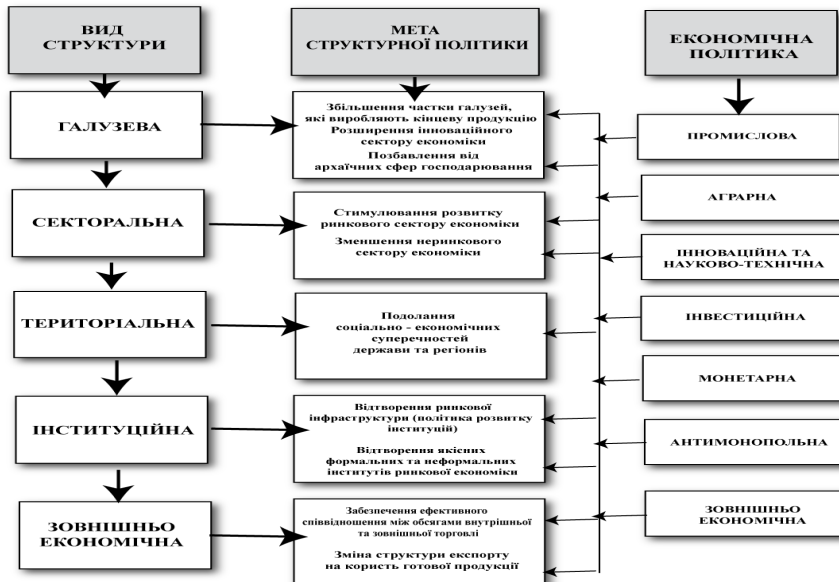 ВИД
СТРУКТУРИ
ГАЛУЗЕВА
СЕКТОРАЛЬНА
ТЕРИТОРІАЛЬНА
ІНСТИТУЦІЙНА
ЗОВНІШНЬО
ЕКОНОМІЧНА
МЕТА
СТРУКТУРНОЇ ПОЛІТИКИ
Збільшення частки галузей,
які виробляють кінцеву продукцію
Розширення інноваційного
сектору економіки
Позбавлення від
архаїчних сфер господарювання
Стимулювання розвитку
ринкового сектору економіки
Зменшення неринкового
сектору економіки
Подолання
соціально - економічних
суперечностей
держави та регіонів
Відтворення ринкової
інфраструктури (політика розвитку
інституцій)
Відтворення якісних
формальних та неформальних
інститутів ринкової економіки
Забезпечення ефективного
співвідношення між обсягами внутрішньої
та зовнішньої торговлі
Зміна структури експорту
на користь готової продукції
ЕКОНОМІЧНА
ПОЛІТИКА
ПРОМИСЛОВА
АГРАРНА
ІННОВАЦІЙНА ТА
НАУКОВО-ТЕХНІЧНА
ІНВЕСТИЦІЙНА
МОНЕТАРНА
АНТИМОНОПОЛЬНА
ЗОВНІШНЬО
ЕКОНОМІЧНА